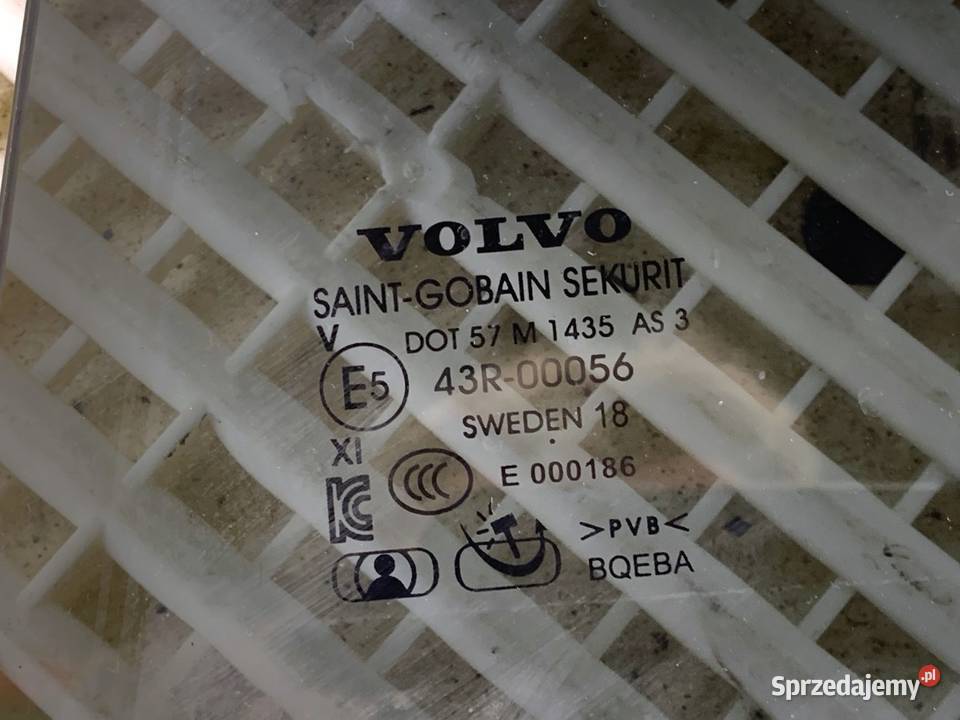 VOLVO
SAINT-GOBAIN SEKURIT
V DOT 57 M 1435 AS 3
E5 43R-00056
SWEDEN 18
XI
CCC E 000186
KC
>PVB<
BQEBA
Sprzedajemy.pl